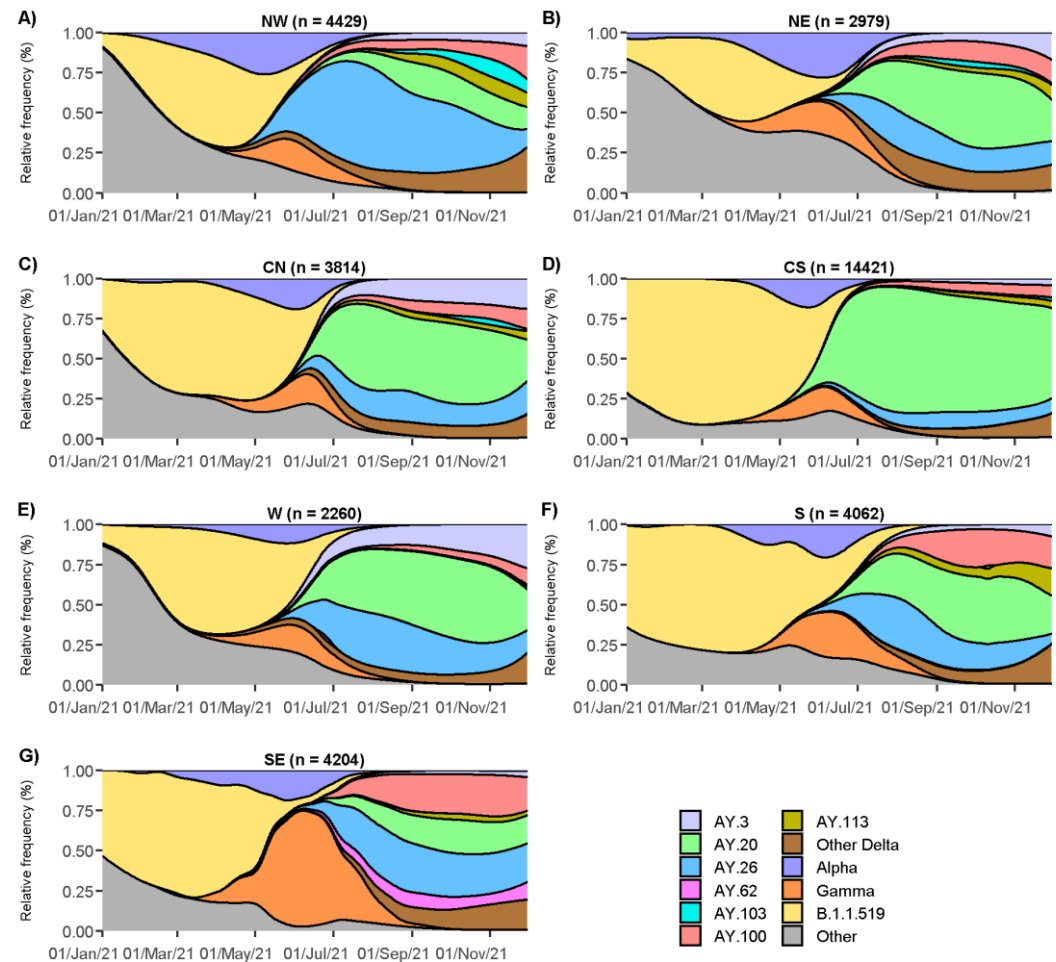 A)
NW (n = 4429)
Relative frequency (%)
1.00
0.75
0.50
0.25
0.00
01/Jan/21 01/Mar/21 01/May/21 01/Jul/21 01/Sep/21 01/Nov/21
B)
NE (n = 2979)
Relative frequency (%)
1.00
0.75
0.50
0.25
0.00
01/Jan/21 01/Mar/21 01/May/21 01/Jul/21 01/Sep/21 01/Nov/21
C)
CN (n = 3814)
Relative frequency (%)
1.00
0.75
0.50
0.25
0.00
01/Jan/21 01/Mar/21 01/May/21 01/Jul/21 01/Sep/21 01/Nov/21
D)
CS (n = 14421)
Relative frequency (%)
1.00
0.75
0.50
0.25
0.00
01/Jan/21 01/Mar/21 01/May/21 01/Jul/21 01/Sep/21 01/Nov/21
E)
W (n = 2260)
Relative frequency (%)
1.00
0.75
0.50
0.25
0.00
01/Jan/21 01/Mar/21 01/May/21 01/Jul/21 01/Sep/21 01/Nov/21
F)
S (n = 4062)
Relative frequency (%)
1.00
0.75
0.50
0.25
0.00
01/Jan/21 01/Mar/21 01/May/21 01/Jul/21 01/Sep/21 01/Nov/21
G)
SE (n = 4204)
Relative frequency (%)
1.00
0.75
0.50
0.25
0.00
01/Jan/21 01/Mar/21 01/May/21 01/Jul/21 01/Sep/21 01/Nov/21
AY.3
AY.20
AY.26
AY.62
AY.103
AY.100
AY.113
Other Delta
Alpha
Gamma
B.1.1.519
Other